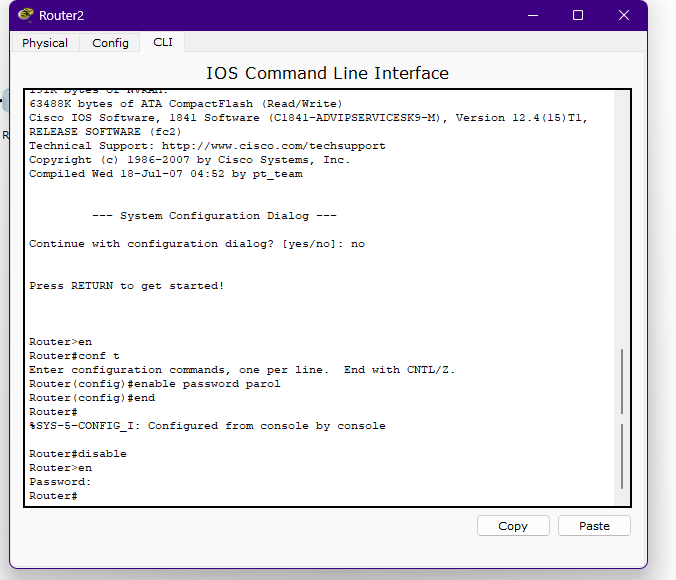 Router2
Physical Config CLI
IOS Command Line Interface
63488K bytes of ATA CompactFlash (Read/Write)
Cisco IOS Software, 1841 Software (C1841-ADVIPSERVICESK9-M), Version 12.4(15)T1,
RELEASE SOFTWARE (fc2)
Technical Support: http://www.cisco.com/techsupport
Copyright (c) 1986-2007 by Cisco Systems, Inc.
Compiled Wed 18-Jul-07 04:52 by pt_team
--- System Configuration Dialog ---
Continue with configuration dialog? [yes/no]: no
Press RETURN to get started!
Router>en
Router#conf t
Enter configuration commands, one per line.  End with CNTL/Z.
Router(config)#enable password parol
Router(config)#end
Router#
%SYS-5-CONFIG_I: Configured from console by console
Router#disable
Router>en
Password:
Router#
Copy Paste